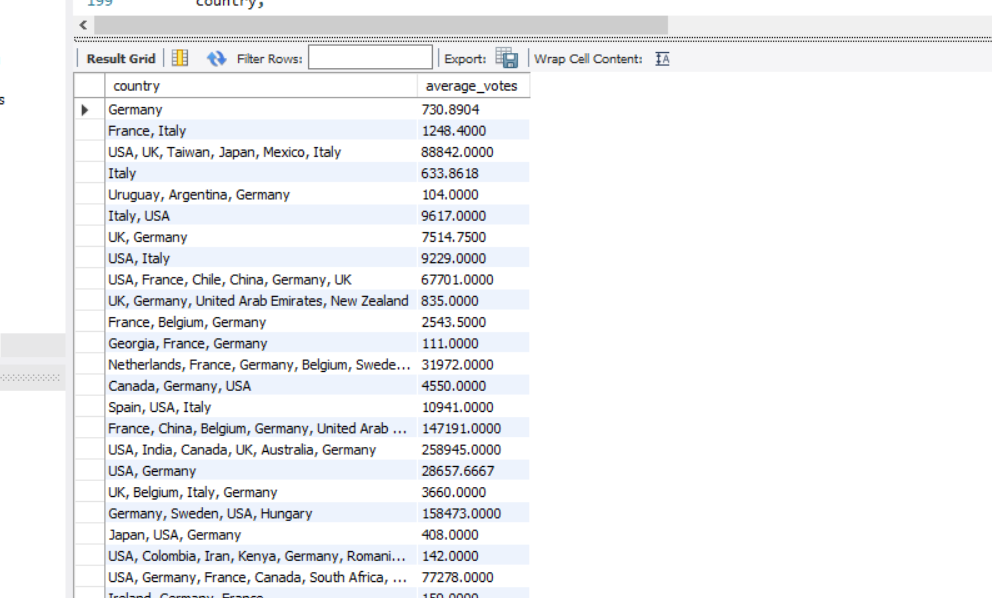 199 country,
Result Grid Filter Rows: Export: Wrap Cell Content:
country average_votes
Germany 730.8904
France, Italy 1248.4000
USA, UK, Taiwan, Japan, Mexico, Italy 88842.0000
Italy 633.8618
Uruguay, Argentina, Germany 104.0000
Italy, USA 9617.0000
UK, Germany 7514.7500
USA, Italy 9229.0000
USA, France, Chile, China, Germany, UK 67701.0000
UK, Germany, United Arab Emirates, New Zealand 835.0000
France, Belgium, Germany 2543.5000
Georgia, France, Germany 111.0000
Netherlands, France, Germany, Belgium, Swede... 31972.0000
Canada, Germany, USA 4550.0000
Spain, USA, Italy 10941.0000
France, China, Belgium, Germany, United Arab ... 147191.0000
USA, India, Canada, UK, Australia, Germany 258945.0000
USA, Germany 28657.6667
UK, Belgium, Italy, Germany 3660.0000
Germany, Sweden, USA, Hungary 158473.0000
Japan, USA, Germany 408.0000
USA, Colombia, Iran, Kenya, Germany, Romani... 142.0000
USA, Germany, France, Canada, South Africa, ... 77278.0000
Ireland, Germany, France 159.0000
s